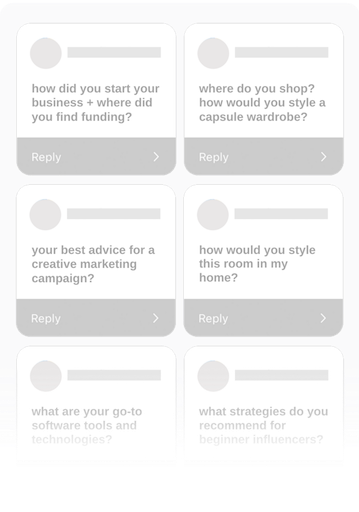 how did you start your
business + where did
you find funding?
Reply
where do you shop?
how would you style a
capsule wardrobe?
Reply
your best advice for a
creative marketing
campaign?
Reply
how would you style
this room in my
home?
Reply
what are your go-to
software tools and
technologies?
what strategies do you
recommend for
beginner influencers?